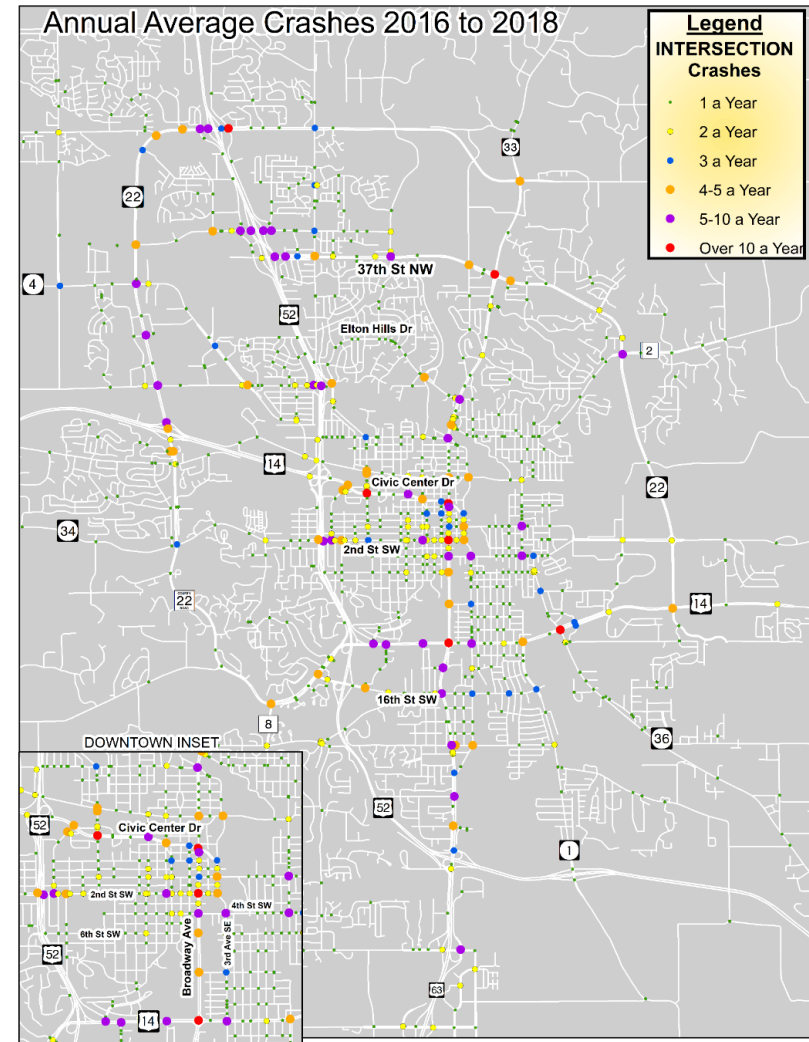 Annual Average Crashes 2016 to 2018
Legend
INTERSECTION
Crashes
1 a Year
2 a Year
3 a Year
4-5 a Year
5-10 a Year
Over 10 a Year
33
22
4
37th St NW
52
Elton Hills Dr
2
14
Civic Center Dr
22
34
2nd St SW
22
14
16th St SW
8
36
52
1
63
DOWNTOWN INSET
52
Civic Center Dr
2nd St SW
4th St SW
6th St SW
Broadway Ave
3rd Ave SE
52
14